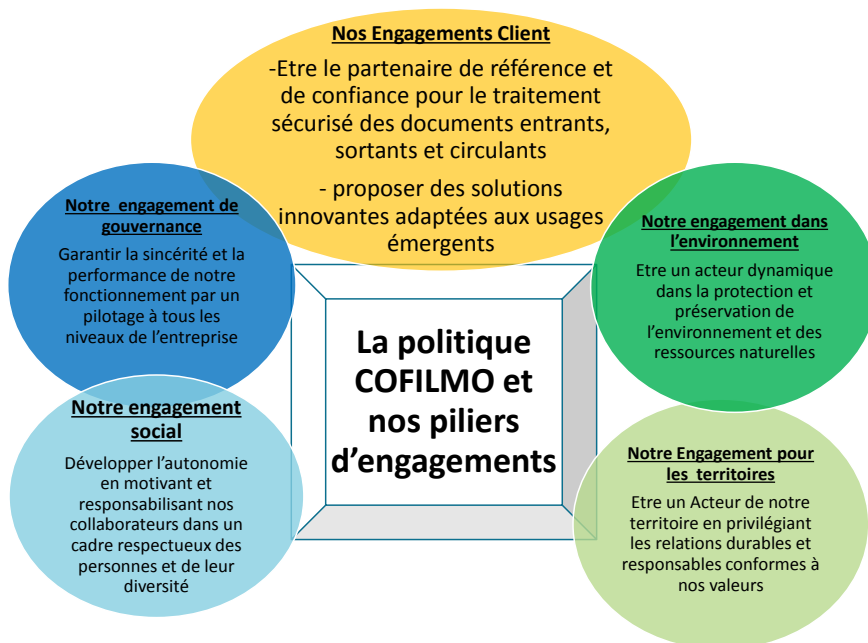 Nos Engagements Client
-Etre le partenaire de référence et
de confiance pour le traitement
sécurisé des documents entrants,
sortants et circulants
- proposer des solutions
innovantes adaptées aux usages
émergents
Notre engagement de
gouvernance
Garantir la sincérité et la
performance de notre
fonctionnement par un
pilotage à tous les
niveaux de l'entreprise
Notre engagement dans
l'environnement
Etre un acteur dynamique
dans la protection et
préservation de
l'environnement et des
ressources naturelles
La politique
COFILMO et
nos piliers
d'engagements
Notre engagement
social
Développer l'autonomie
en motivant et
responsabilisant nos
collaborateurs dans un
cadre respectueux des
personnes et de leur
diversité
Notre Engagement pour
les territoires
Etre un Acteur de notre
territoire en privilégiant
les relations durables et
responsables conformes à
nos valeurs